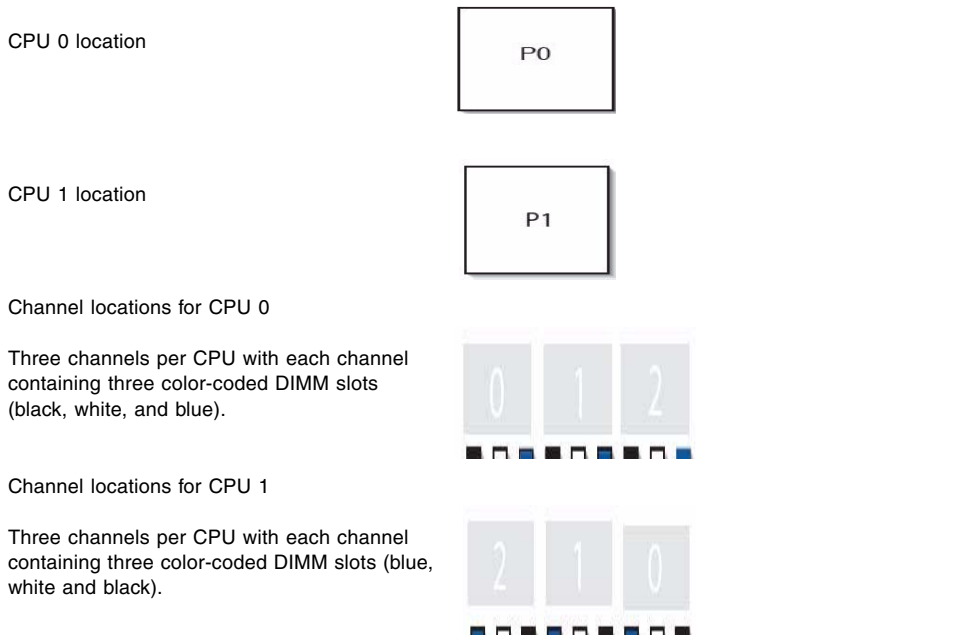 CPU 0 location
P0
CPU 1 location
P1
Channel locations for CPU 0
Three channels per CPU with each channel
containing three color-coded DIMM slots
(black, white, and blue).
0 1 2
Channel locations for CPU 1
Three channels per CPU with each channel
containing three color-coded DIMM slots (blue,
white and black).
2 1 0